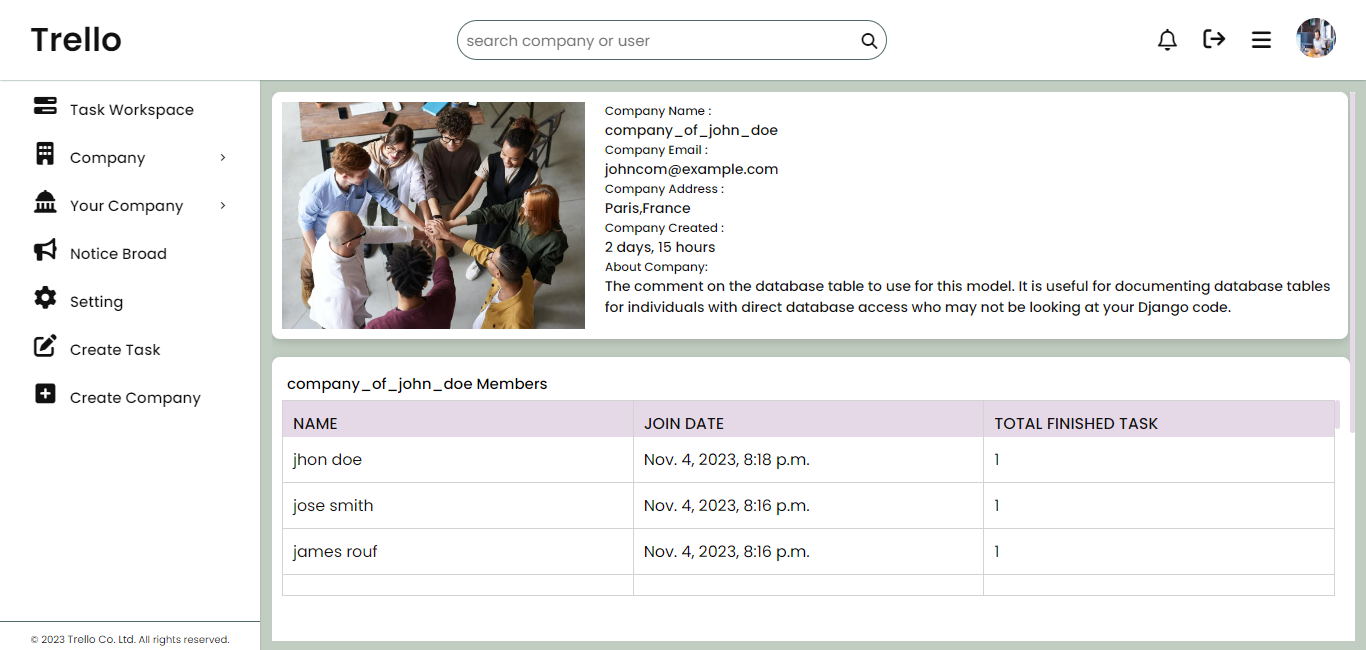 Trello
search company or user
Task Workspace
Company
Your Company
Notice Broad
Setting
Create Task
Create Company
© 2023 Trello Co. Ltd. All rights reserved.
Company Name :
company_of_john_doe
Company Email :
johncom@example.com
Company Address :
Paris,France
Company Created :
2 days, 15 hours
About Company:
The comment on the database table to use for this model. It is useful for documenting database tables
for individuals with direct database access who may not be looking at your Django code.
company_of_john_doe Members
NAME JOIN DATE TOTAL FINISHED TASK
jhon doe Nov. 4, 2023, 8:18 p.m. 1
jose smith Nov. 4, 2023, 8:16 p.m. 1
james rouf Nov. 4, 2023, 8:16 p.m. 1